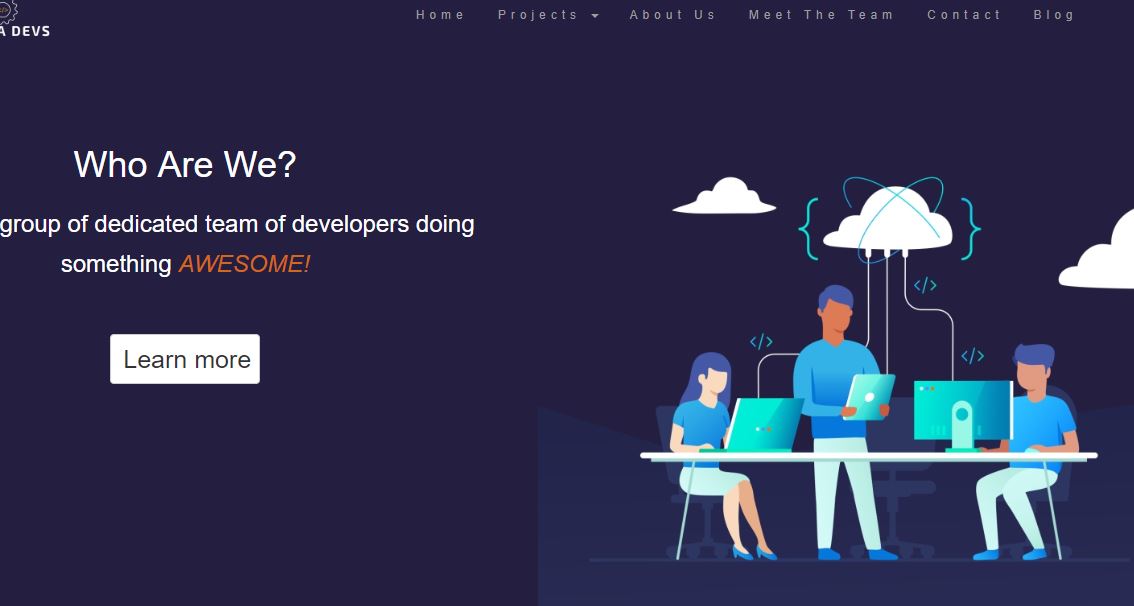 Home Projects About Us Meet The Team Contact Blog
A DEVS
Who Are We?
group of dedicated team of developers doing
something AWESOME!
Learn more
{ }
</>
</>
</>